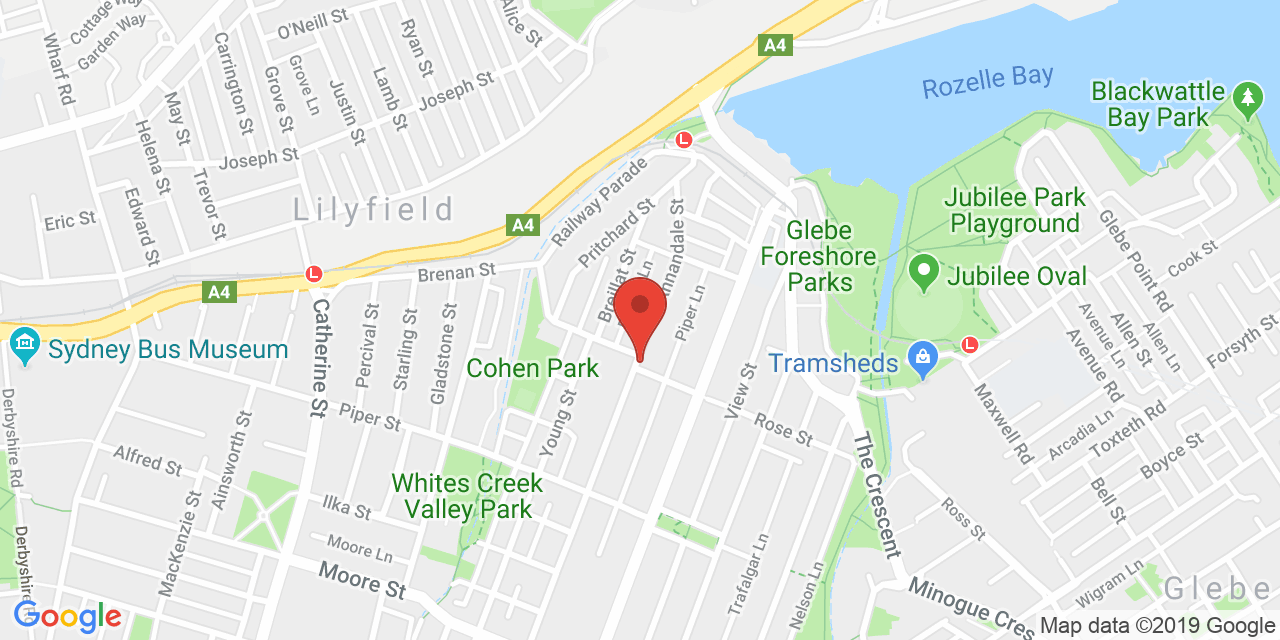 Cottage Way
Garden Way
Wharf Rd
O'Neill St
Carrington St
Grove St
Grove Ln
Justin St
Lamb St
Ryan St
Alice St
Joseph St
A4
Rozelle Bay
Blackwattle
Bay Park
May St
Helena St
Trevor St
Joseph St
Edward St
Eric St
Lilyfield
A4
Railway Parade
Pritchard St
Annandale St
Breillat St
Piper Ln
Glebe
Foreshore
Parks
Jubilee Park
Playground
Jubilee Oval
Glebe Point Rd
Cook St
A4
Brenan St
Catherine St
Percival St
Starling St
Gladstone St
Sydney Bus Museum
Cohen Park
Tramsheds
Avenue Ln
Avenue Rd
Allen St
Allen Ln
Forsyth St
Derbyshire Rd
Piper St
Ainsworth St
Alfred St
Young St
View St
Rose St
Maxwell Rd
Arcadia Ln
Toxteth Rd
Boyce St
Bell St
Whites Creek
Valley Park
The Crescent
Ross St
MacKenzie St
Ilka St
Moore Ln
Moore St
Trafalgar Ln
Nelson Ln
Minogue Cres
Wigram Ln
Glebe
Google
Map data ©2019 Google